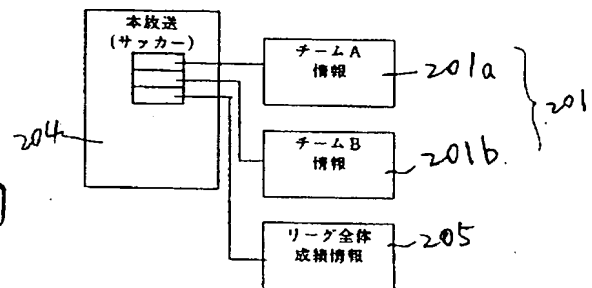 本放送
(サッカー)
チームA
情報
201a
201
204
チームB
情報
201b.
リーグ全体
成績情報
205